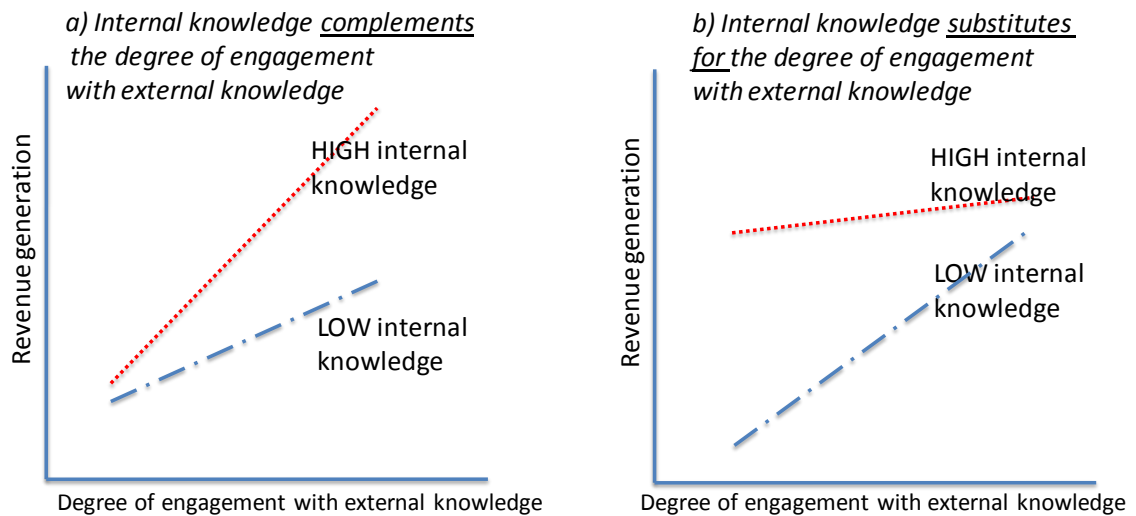 a) Internal knowledge complements
the degree of engagement
with external knowledge
Revenue generation
HIGH internal
knowledge
LOW internal
knowledge
Degree of engagement with external knowledge
b) Internal knowledge substitutes
for the degree of engagement
with external knowledge
Revenue generation
HIGH internal
knowledge
LOW internal
knowledge
Degree of engagement with external knowledge